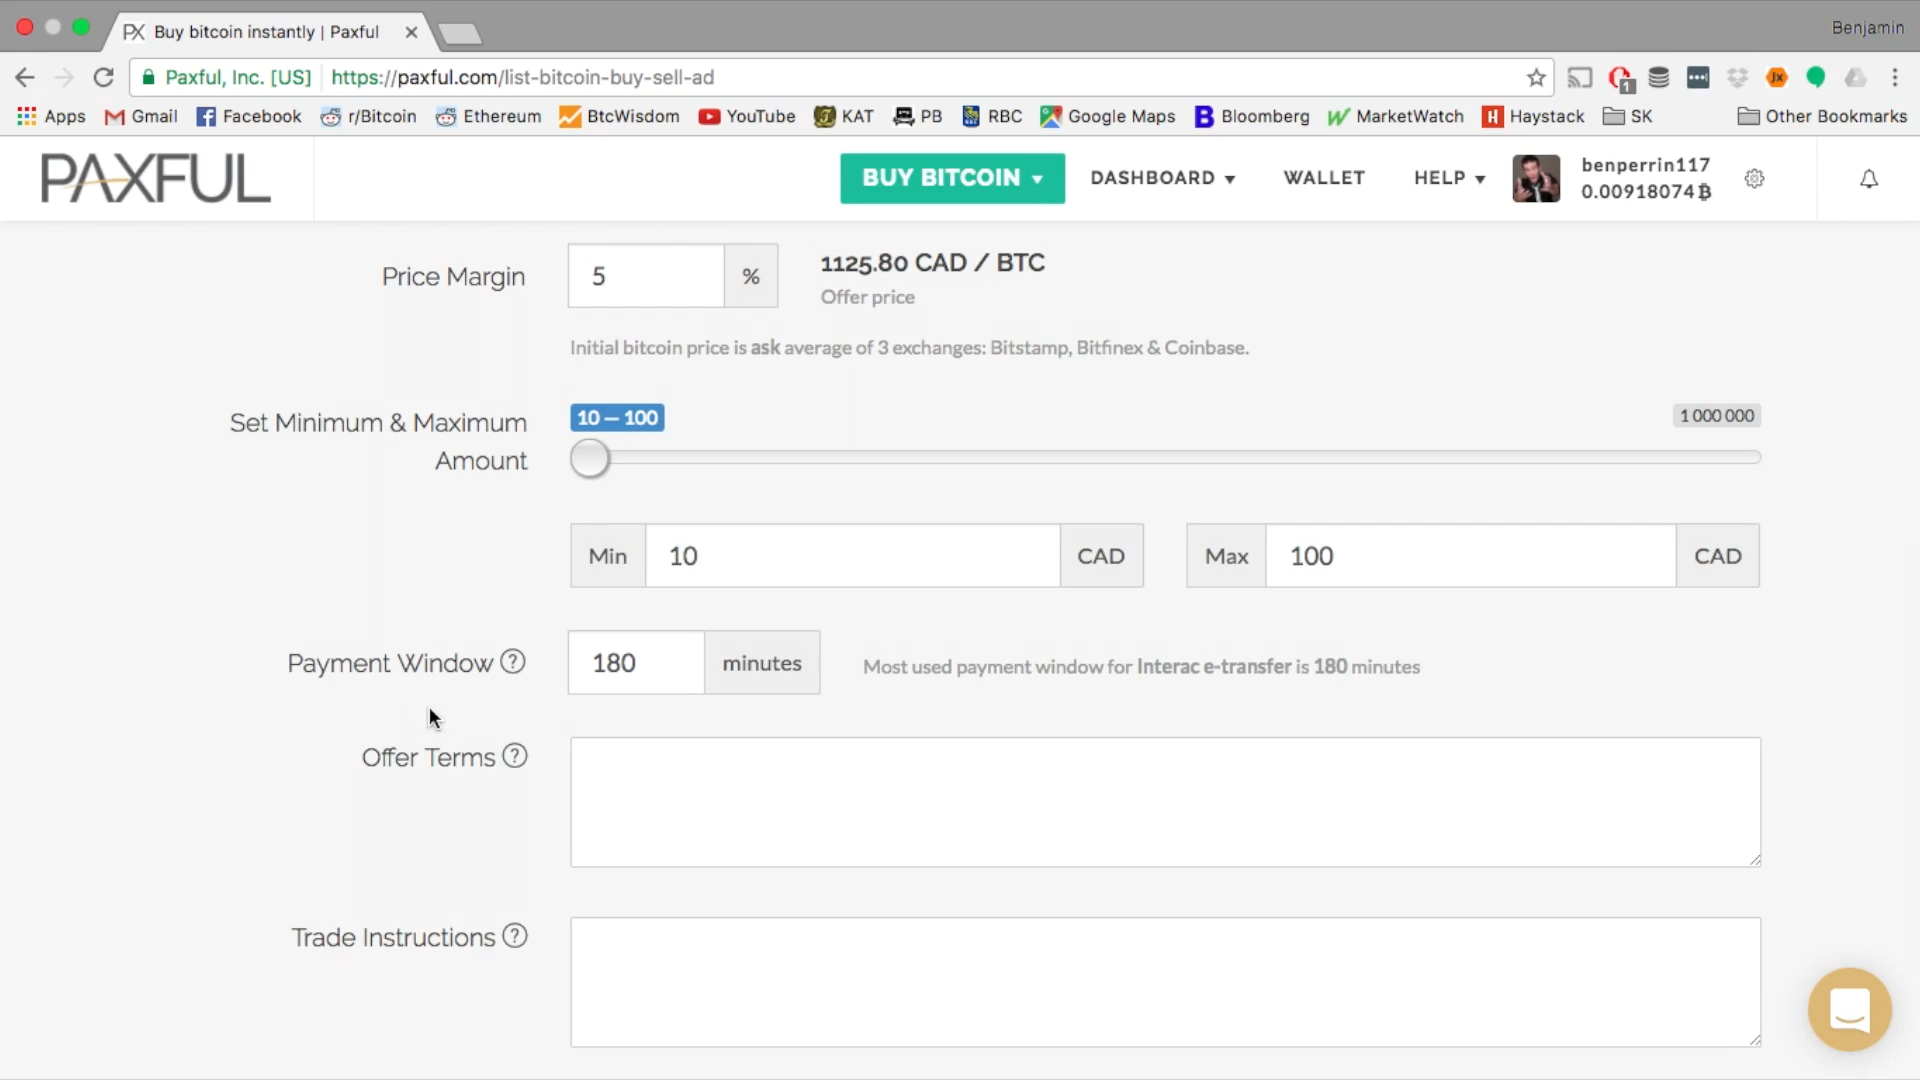 Buy bitcoin instantly | Paxful
Benjamin
Paxful, Inc. [US] https://paxful.com/list-bitcoin-buy-sell-ad
Apps Gmail Facebook r/Bitcoin Ethereum BtcWisdom YouTube KAT PB RBC Google Maps Bloomberg MarketWatch Haystack SK Other Bookmarks
PAXFUL
BUY BITCOIN DASHBOARD WALLET HELP benperrin117
0.00918074
Price Margin 5 % 1125.80 CAD / BTC
Offer price
Initial bitcoin price is ask average of 3 exchanges: Bitstamp, Bitfinex & Coinbase.
Set Minimum & Maximum Amount
10 — 100 1 000 000
Min 10 CAD Max 100 CAD
Payment Window ? 180 minutes Most used payment window for Interac e-transfer is 180 minutes
Offer Terms ?
Trade Instructions ?